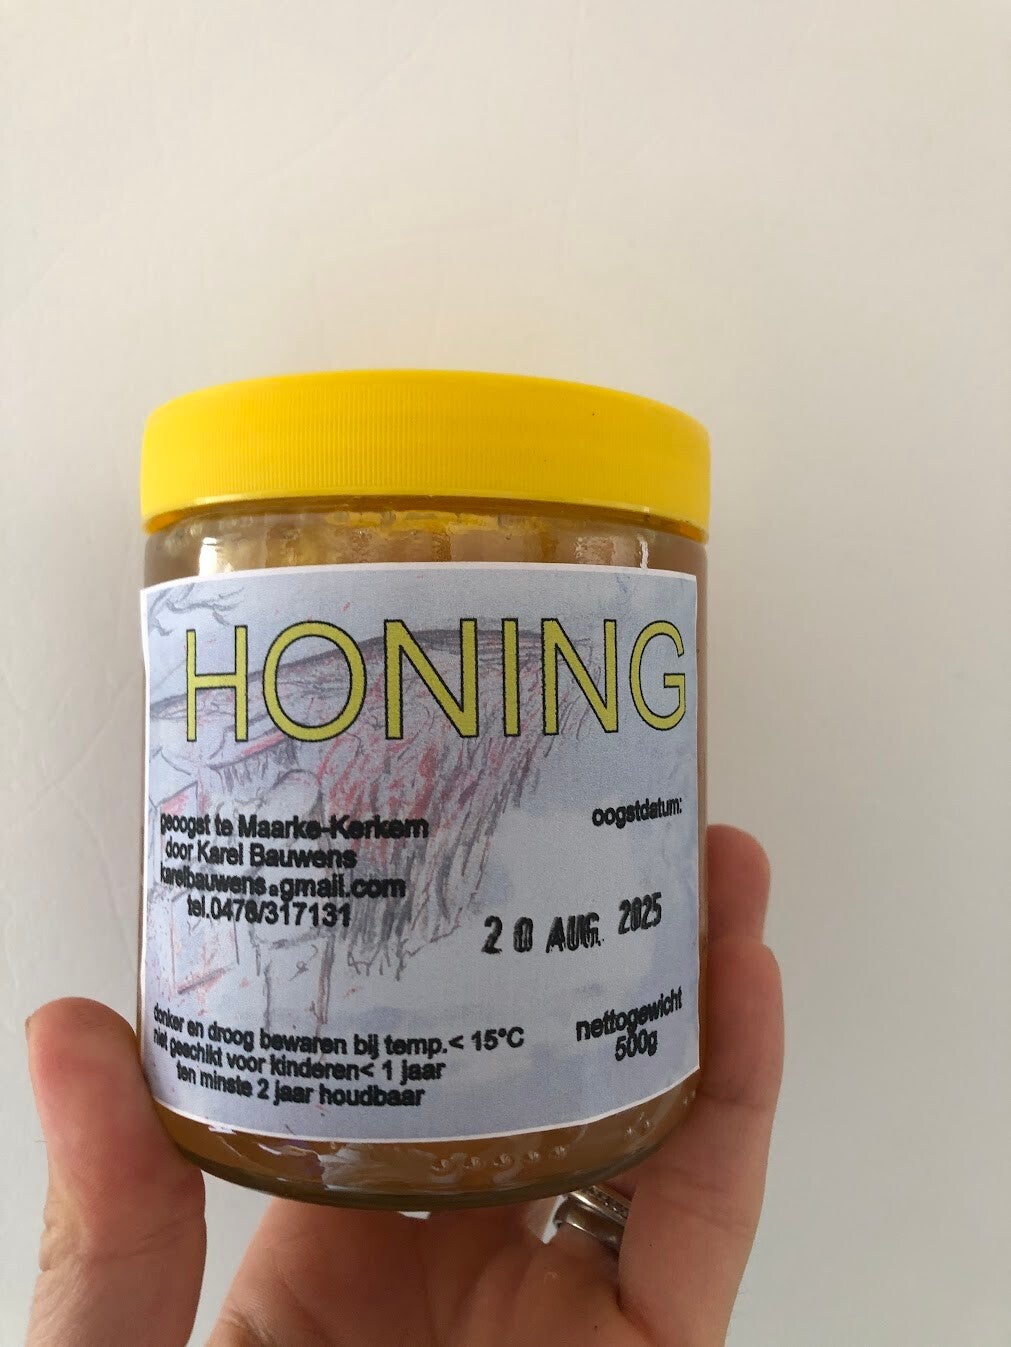 HONING
geoogst te Maarke-Kerkem
door Karel Bauwens
karelbauwens@gmail.com
tel.0478/317131
oogstdatum:
20 AUG. 2025
donker en droog bewaren bij temp.< 15°C
niet geschikt voor kinderen< 1 jaar
ten minste 2 jaar houdbaar
nettogewicht
500g